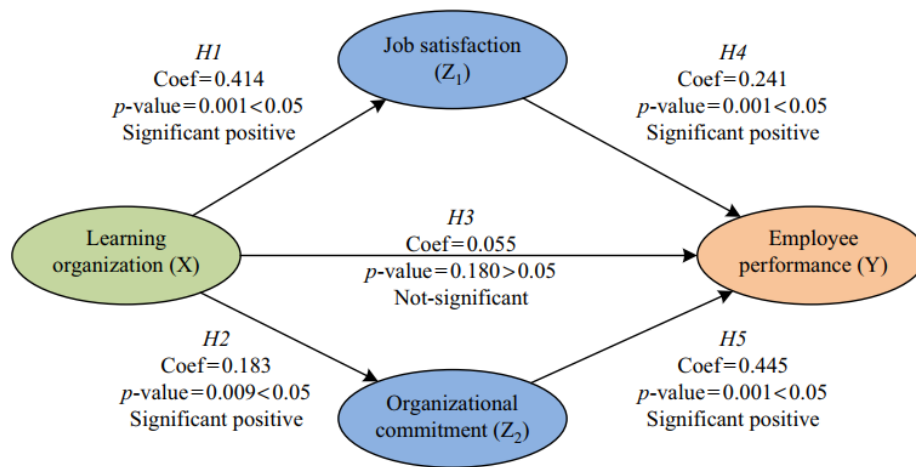 Job satisfaction
(Z₁)
H1
Coef=0.414
p-value=0.001<0.05
Significant positive
H4
Coef=0.241
p-value=0.001<0.05
Significant positive
Learning
organization (X)
H3
Coef=0.055
p-value=0.180>0.05
Not-significant
Employee
performance (Y)
H2
Coef=0.183
p-value=0.009<0.05
Significant positive
H5
Coef=0.445
p-value=0.001<0.05
Significant positive
Organizational
commitment (Z₂)